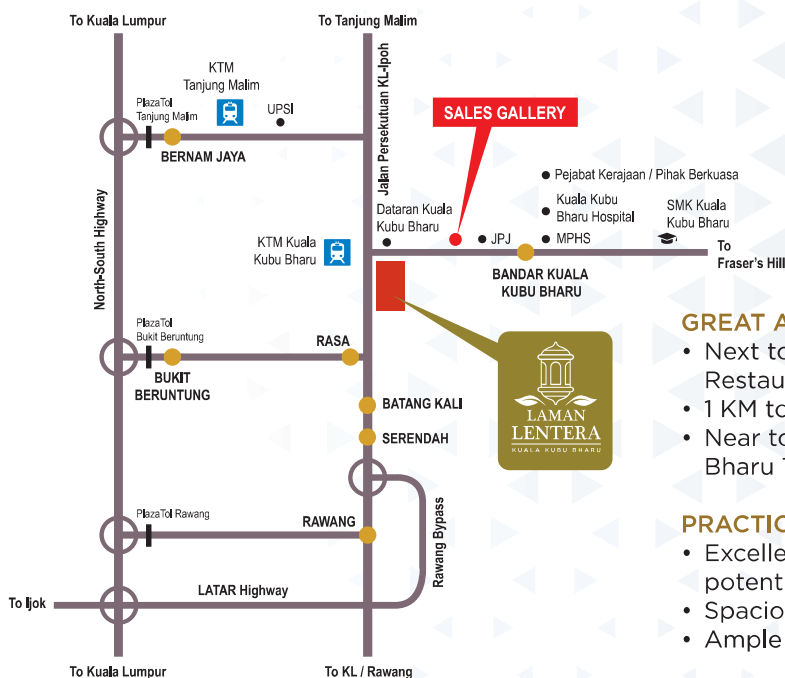 To Kuala Lumpur
To Tanjung Malim
KTM
Tanjung Malim
PlazaTol
Tanjung Malim
UPSI
BERNAM JAYA
Jalan Persekutuan KL-Ipoh
SALES GALLERY
Pejabat Kerajaan / Pihak Berkuasa
Kuala Kubu
Bharu Hospital
SMK Kuala
Kubu Bharu
Dataran Kuala
Kubu Bharu
JPJ
MPHS
KTM Kuala
Kubu Bharu
To
Fraser's Hill
BANDAR KUALA
KUBU BHARU
North-South Highway
PlazaTol
Bukit Beruntung
RASA
BUKIT
BERUNTUNG
LAMAN
LENTERA
KUALA KUBU BHARU
BATANG KALI
SERENDAH
PlazaTol Rawang
RAWANG
Rawang Bypass
LATAR Highway
To Ijok
To Kuala Lumpur
To KL / Rawang
GREAT A
• Next to
Restau
• 1 KM to
• Near to
Bharu T
PRACTIC
• Excelle
potent
• Spacio
• Ample